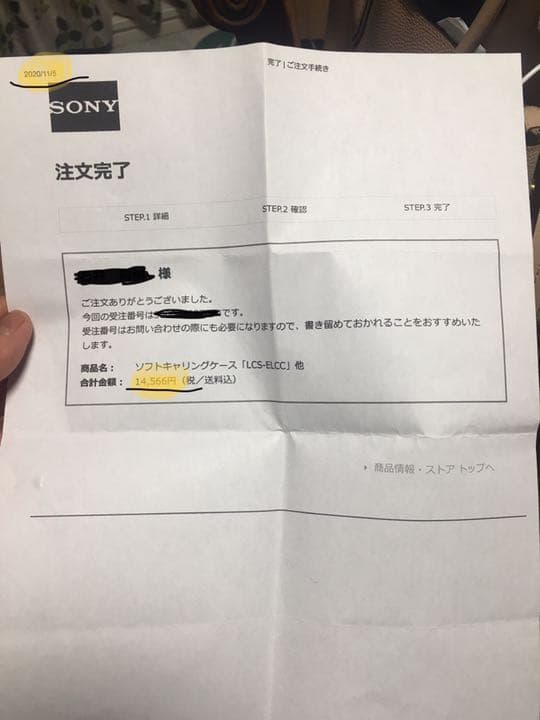 2020/11/5
完了 | ご注文手続き
SONY
注文完了
STEP.1 詳細
STEP.2 確認
STEP.3 完了
様
ご注文ありがとうございました。
今回の受注番号はです。
受注番号はお問い合わせの際にも必要になりますので、書き留めておかれることをおすすめいた
します。
商品名： ソフトキャリングケース「LCS-ELCC」他
合計金額： 14,566円（税／送料込）
商品情報・ストア トップへ